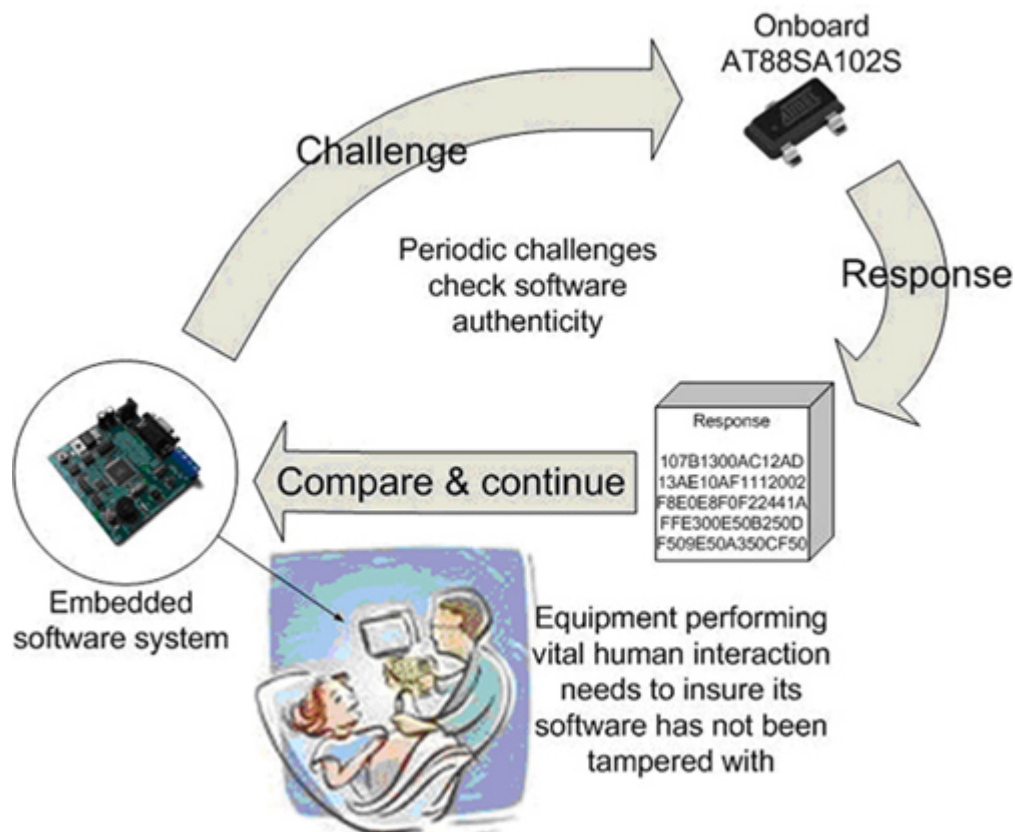 Onboard
AT88SA102S
Challenge
Periodic challenges
check software
authenticity
Response
Response
107B1300AC12AD
13AE10AF1112002
F8E0E8F0F22441A
FFE300E50B250D
F509E50A350CF50
Compare & continue
Embedded
software system
Equipment performing
vital human interaction
needs to insure its
software has not been
tampered with